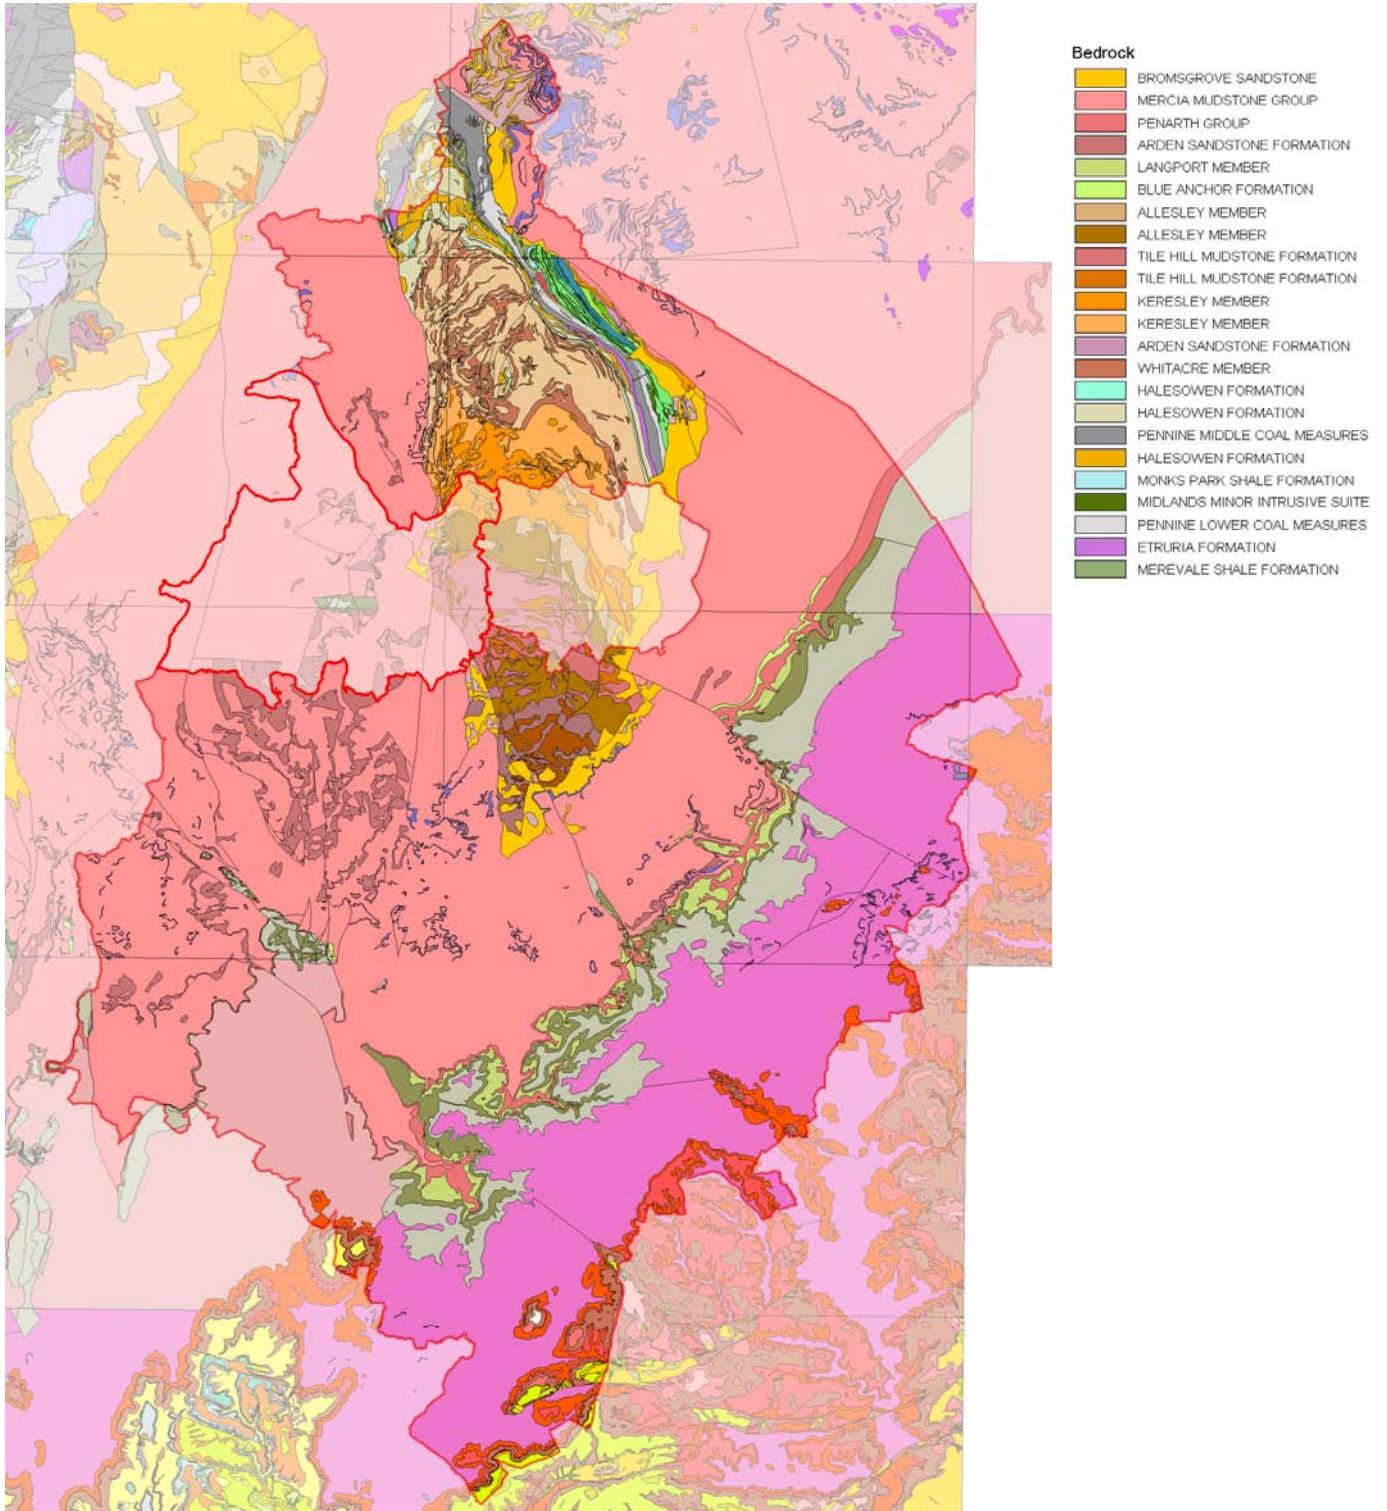 Bedrock
BROMSGROVE SANDSTONE
MERCIA MUDSTONE GROUP
PENARTH GROUP
ARDEN SANDSTONE FORMATION
LANGPORT MEMBER
BLUE ANCHOR FORMATION
ALLESLEY MEMBER
ALLESLEY MEMBER
TILE HILL MUDSTONE FORMATION
TILE HILL MUDSTONE FORMATION
KERESLEY MEMBER
KERESLEY MEMBER
ARDEN SANDSTONE FORMATION
WHITACRE MEMBER
HALESOWEN FORMATION
HALESOWEN FORMATION
PENNINE MIDDLE COAL MEASURES
HALESOWEN FORMATION
MONKS PARK SHALE FORMATION
MIDLANDS MINOR INTRUSIVE SUITE
PENNINE LOWER COAL MEASURES
ETRURIA FORMATION
MEREVALE SHALE FORMATION